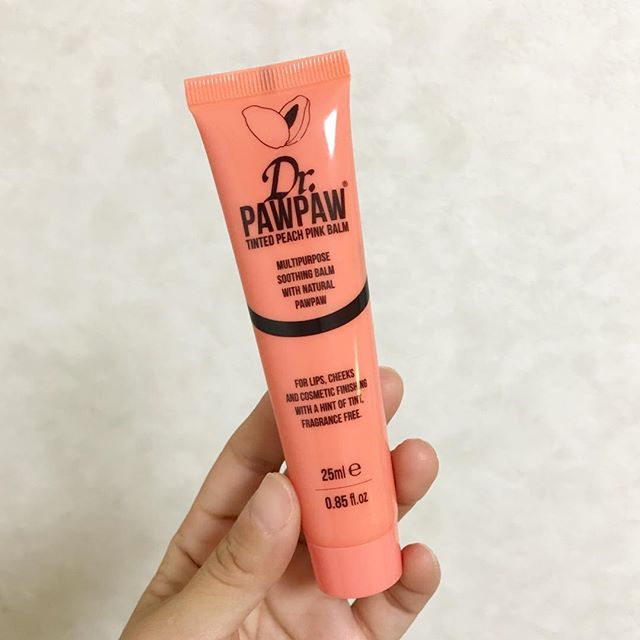 Dr.
PAWPAW®
TINTED PEACH PINK BALM
MULTIPURPOSE
SOOTHING BALM
WITH NATURAL
PAWPAW
FOR LIPS, CHEEKS
AND COSMETIC FINISHING
WITH A HINT OF TINT,
FRAGRANCE FREE.
25ml ℮
0.85 fl.oz